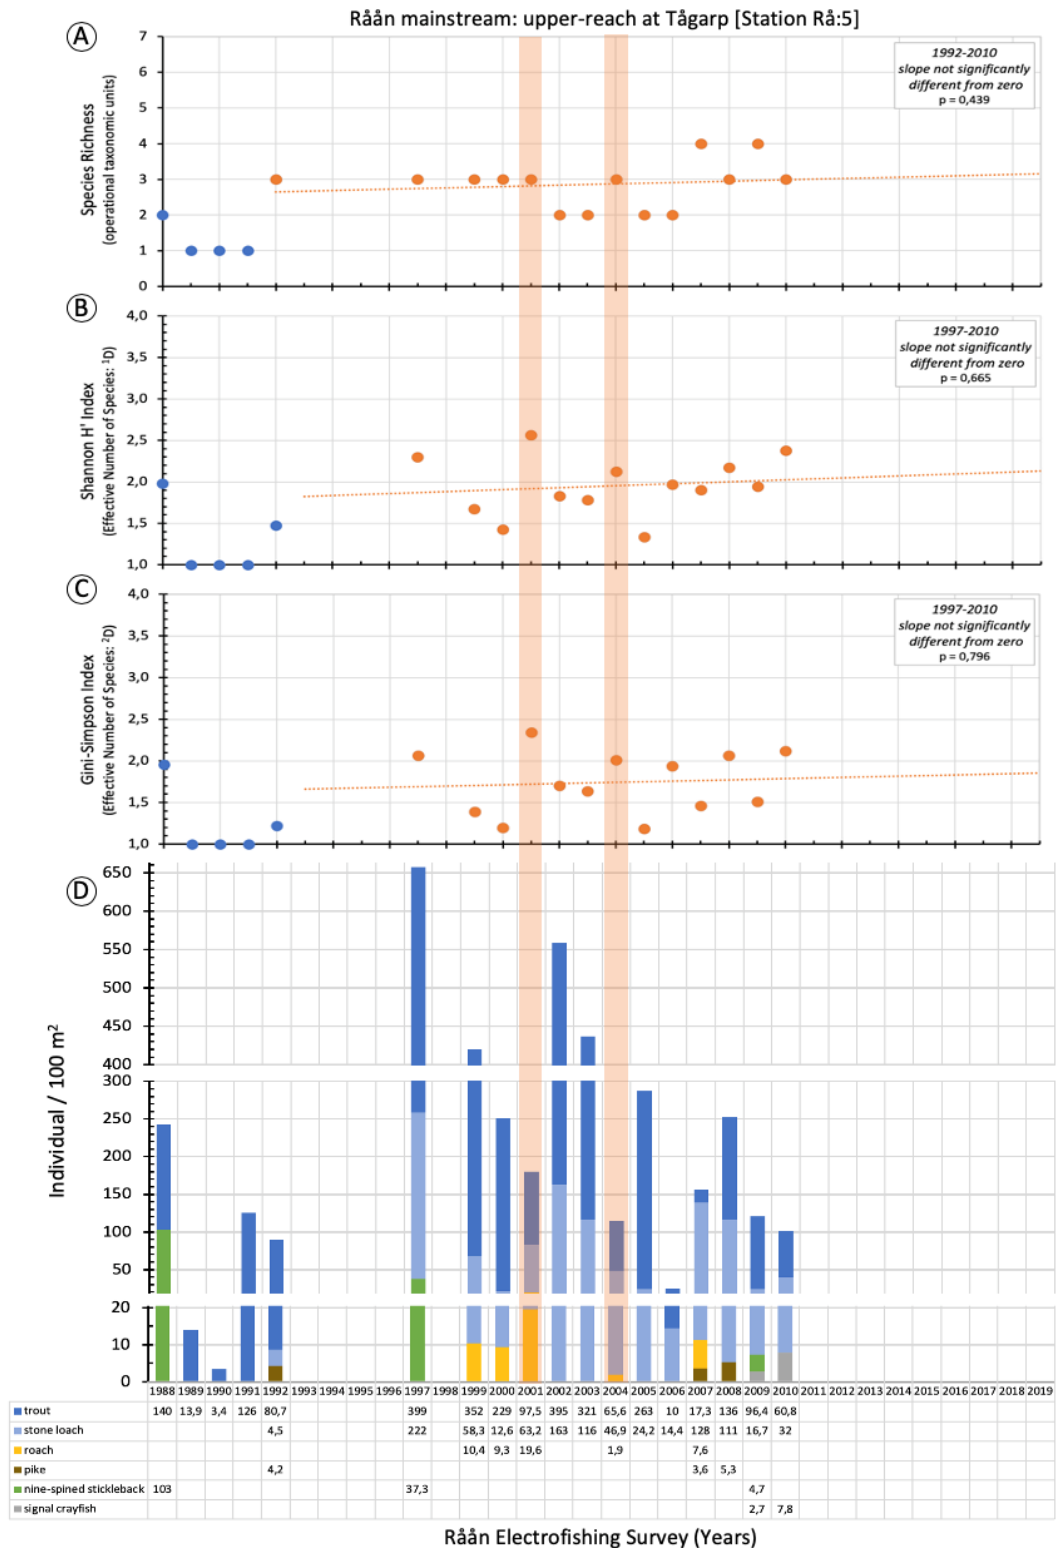 Råån mainstream: upper-reach at Tågarp [Station Rå:5]
A
Species Richness
(operational taxonomic units)
7
6
5
4
3
2
1
0
1992-2010
slope not significantly
different from zero
p = 0,439
B
Shannon H' Index
(Effective Number of Species: ¹D)
4,0
3,5
3,0
2,5
2,0
1,5
1,0
1997-2010
slope not significantly
different from zero
p = 0,665
C
Gini-Simpson Index
(Effective Number of Species: ²D)
4,0
3,5
3,0
2,5
2,0
1,5
1,0
1997-2010
slope not significantly
different from zero
p = 0,796
D
Individual / 100 m²
650
600
550
500
450
400
300
250
200
150
100
50
20
10
0
1988 1989 1990 1991 1992 1993 1994 1995 1996 1997 1998 1999 2000 2001 2002 2003 2004 2005 2006 2007 2008 2009 2010 2011 2012 2013 2014 2015 2016 2017 2018 2019
trout 140 13,9 3,4 126 80,7 399 352 229 97,5 395 321 65,6 263 10 17,3 136 96,4 60,8
stone loach 4,5 222 58,3 12,6 63,2 163 116 46,9 24,2 14,4 128 111 16,7 32
roach 10,4 9,3 19,6 1,9 7,6
pike 4,2 3,6 5,3
nine-spined stickleback 103 37,3 4,7
signal crayfish 2,7 7,8
Råån Electrofishing Survey (Years)